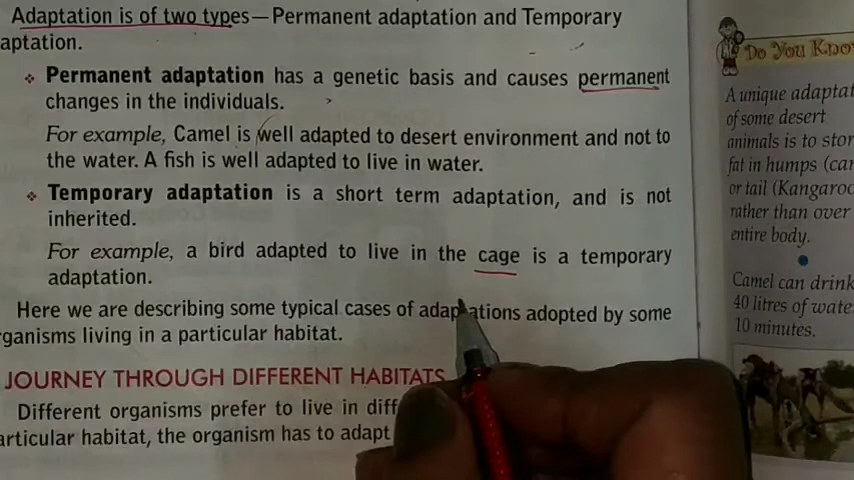 Adaptation is of two types—Permanent adaptation and Temporary
aptation.
❖ Permanent adaptation has a genetic basis and causes permanent
changes in the individuals.
For example, Camel is well adapted to desert environment and not to
the water. A fish is well adapted to live in water.
❖ Temporary adaptation is a short term adaptation, and is not
inherited.
For example, a bird adapted to live in the cage is a temporary
adaptation.
Here we are describing some typical cases of adaptations adopted by some
rganisms living in a particular habitat.
JOURNEY THROUGH DIFFERENT HABITATS
Different organisms prefer to live in diff
articular habitat, the organism has to adapt
Do You Know
A unique adaptat
of some desert
animals is to stor
fat in humps (car
or tail (Kangaroo
rather than over
entire body.
Camel can drink
40 litres of wate
10 minutes.